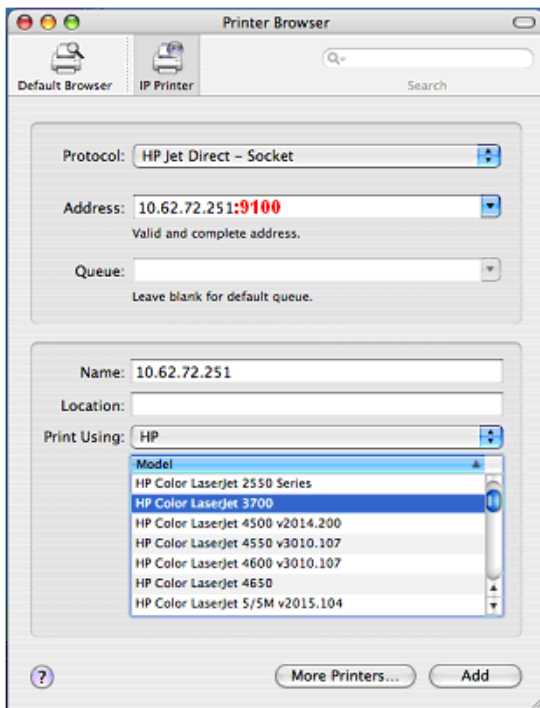 Printer Browser
Default Browser
IP Printer
Search
Protocol: HP Jet Direct – Socket
Address: 10.62.72.251:9100
Valid and complete address.
Queue:
Leave blank for default queue.
Name: 10.62.72.251
Location:
Print Using: HP
Model
HP Color LaserJet 2550 Series
HP Color LaserJet 3700
HP Color LaserJet 4500 v2014.200
HP Color LaserJet 4550 v3010.107
HP Color LaserJet 4600 v3010.107
HP Color LaserJet 4650
HP Color LaserJet 5/5M v2015.104
? More Printers... Add